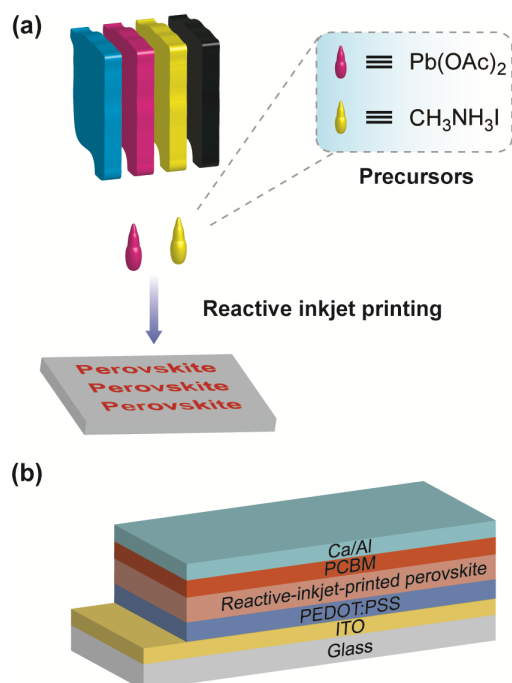 (a)
≡ Pb(OAc)2
≡ CH3NH3I
Precursors
Reactive inkjet printing
Perovskite
Perovskite
Perovskite
(b)
Ca/Al
PCBM
Reactive-inkjet-printed perovskite
PEDOT:PSS
ITO
Glass